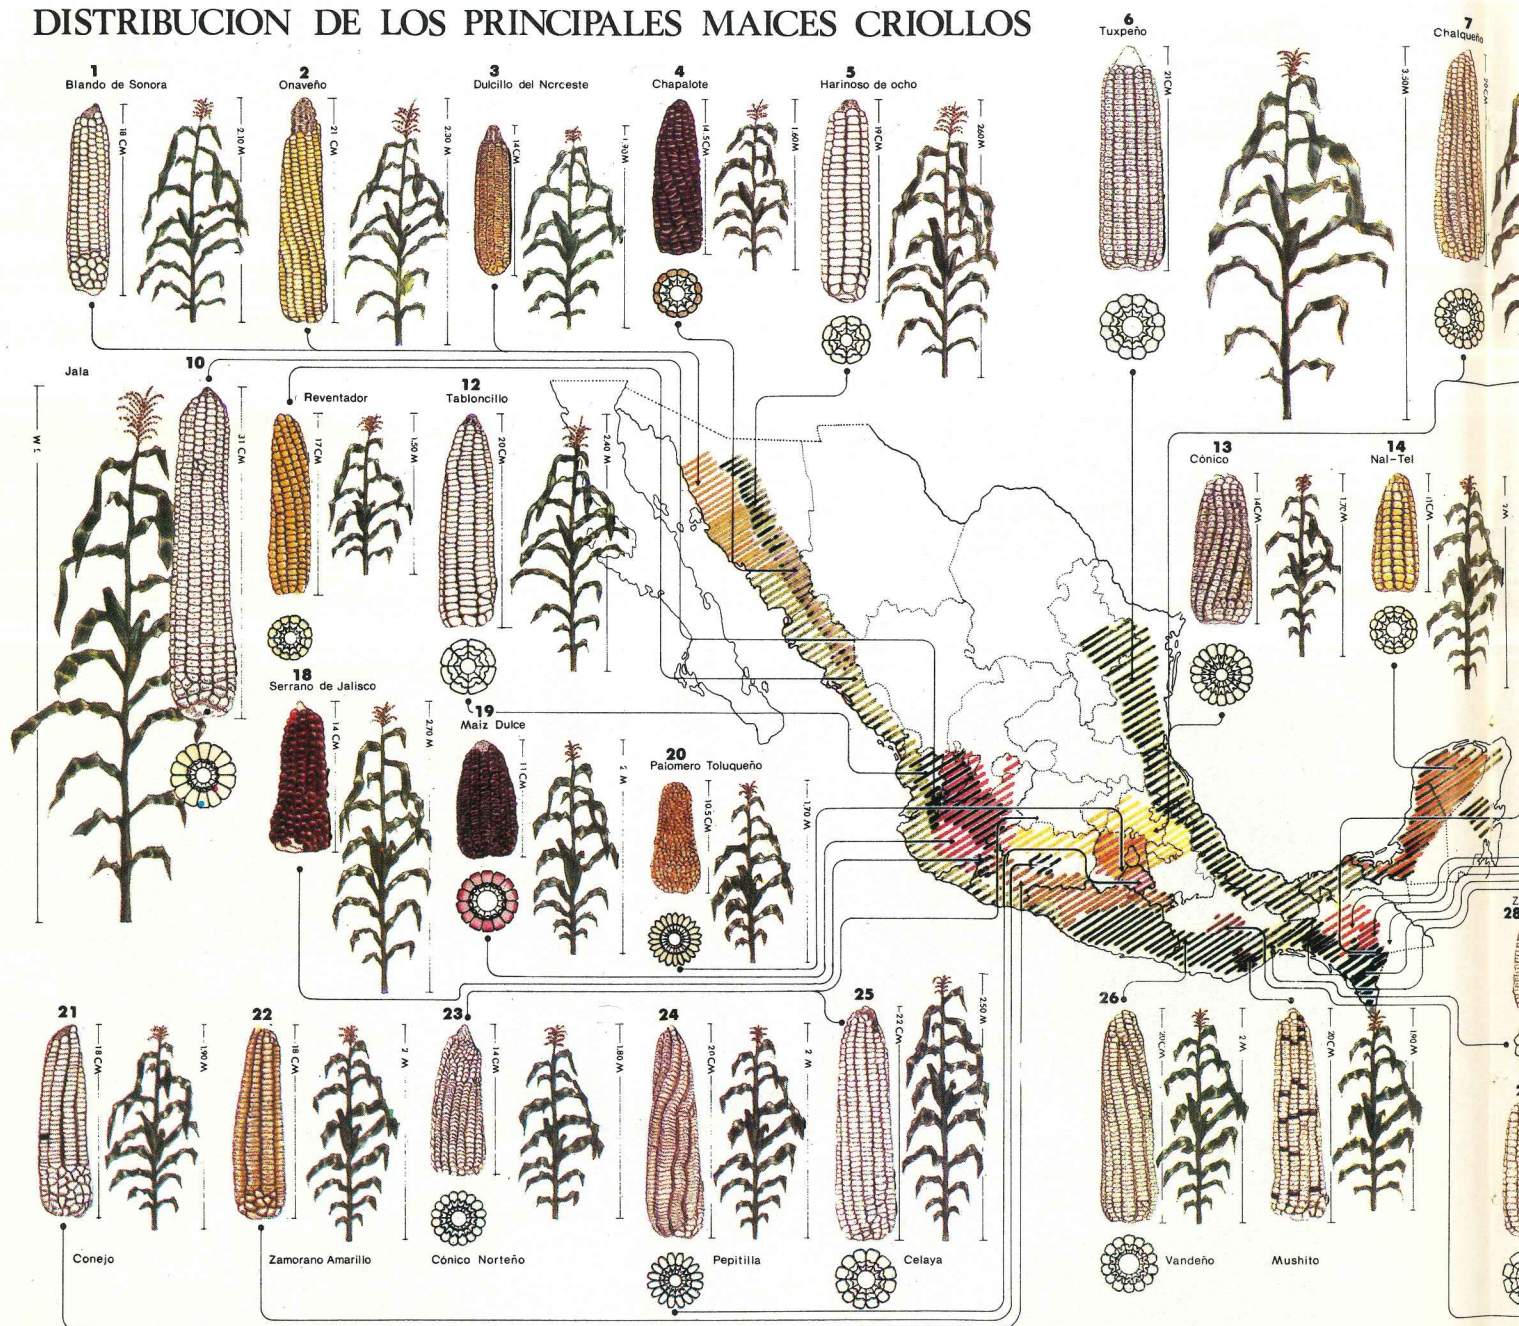 DISTRIBUCION DE LOS PRINCIPALES MAICES CRIOLLOS
1
Blando de Sonora
18 CM
2.10 M
2
Onaveño
21 CM
2.30 M
3
Dulcillo del Norceste
14 CM
1.90 M
4
Chapalote
14.5CM
1.60M
5
Harinoso de ocho
19CM
260M
6
Tuxpeño
21CM
3.50M
7
Chalqueño
10
Jala
31 CM
Reventador
17CM
1.50 M
12
Tabloncillo
20CM
2.40 M
13
Cónico
14CM
1.70M
14
Nal-Tel
11CM
2M
18
Serrano de Jalisco
14 CM
2.70 M
19
Maiz Dulce
11CM
2 M
20
Palomero Toluqueño
10.5CM
1.70 M
21
18 CM
1.90 M
Conejo
22
18 CM
2 M
Zamorano Amarillo
23
14 CM
1.80 M
Cónico Norteño
24
20CM
2 M
Pepitilla
25
22 CM
2.50 M
Celaya
26
20CM
2 M
Vandeño
20CM
1.90 M
Mushito
Z
28